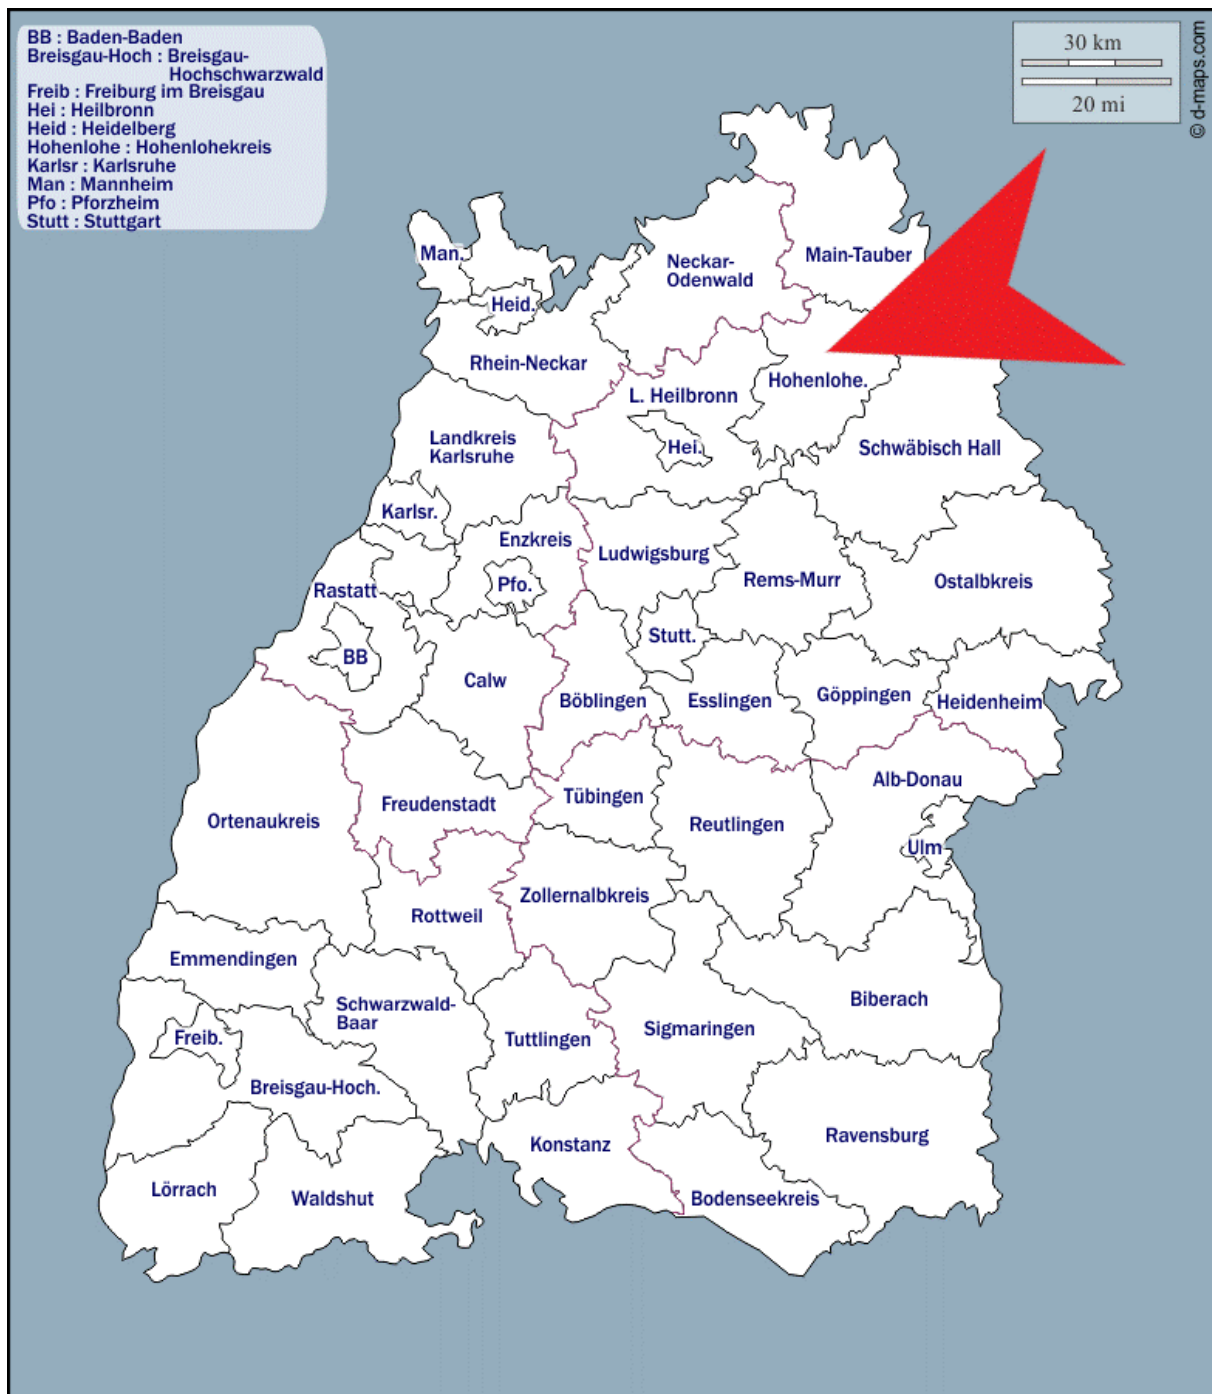 BB : Baden-Baden
Breisgau-Hoch : Breisgau-
Hochschwarzwald
Freib : Freiburg im Breisgau
Hei : Heilbronn
Heid : Heidelberg
Hohenlohe : Hohenlohekreis
Karlsr : Karlsruhe
Man : Mannheim
Pfo : Pforzheim
Stutt : Stuttgart
30 km
20 mi
© d-maps.com
Man.
Neckar-
Odenwald
Main-Tauber
Heid.
Rhein-Neckar
Hohenlohe.
L. Heilbronn
Landkreis
Karlsruhe
Hei.
Schwäbisch Hall
Karlsr.
Enzkreis
Ludwigsburg
Rems-Murr
Ostalbkreis
Rastatt
Pfo.
Stutt.
BB
Calw
Böblingen
Esslingen
Göppingen
Heidenheim
Alb-Donau
Freudenstadt
Tübingen
Ortenaukreis
Reutlingen
Ulm
Zollernalbkreis
Rottweil
Emmendingen
Schwarzwald-
Baar
Biberach
Freib.
Tuttlingen
Sigmaringen
Breisgau-Hoch.
Konstanz
Ravensburg
Lörrach
Waldshut
Bodenseekreis